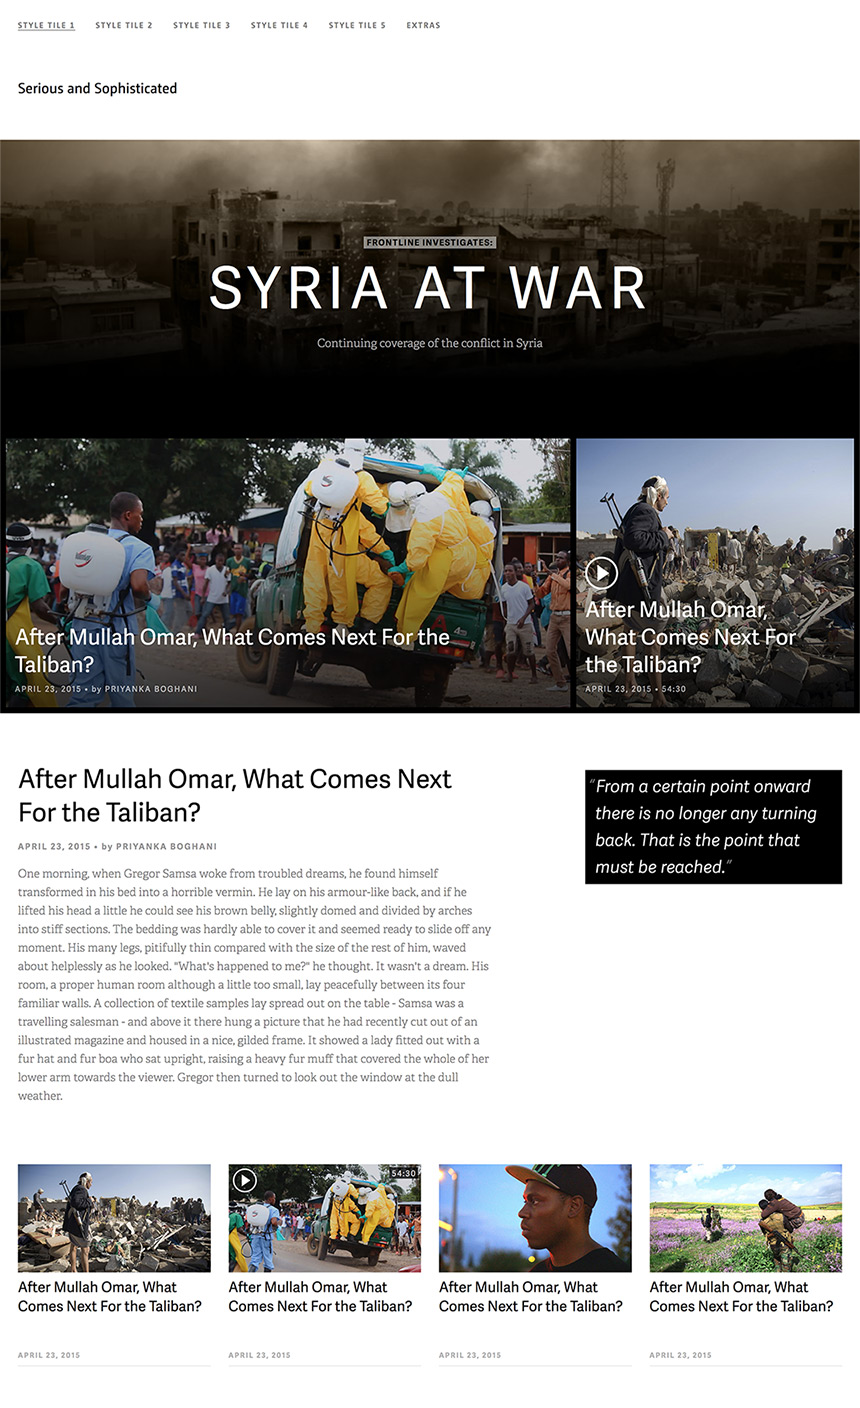 STYLE TILE 1 STYLE TILE 2 STYLE TILE 3 STYLE TILE 4 STYLE TILE 5 EXTRAS
Serious and Sophisticated
FRONTLINE INVESTIGATES:
SYRIA AT WAR
Continuing coverage of the conflict in Syria
After Mullah Omar, What Comes Next For the
Taliban?
APRIL 23, 2015 • by PRIYANKA BOGHANI
After Mullah Omar,
What Comes Next For
the Taliban?
APRIL 23, 2015 • 54:30
After Mullah Omar, What Comes Next
For the Taliban?
APRIL 23, 2015 • by PRIYANKA BOGHANI
One morning, when Gregor Samsa woke from troubled dreams, he found himself
transformed in his bed into a horrible vermin. He lay on his armour-like back, and if he
lifted his head a little he could see his brown belly, slightly domed and divided by arches
into stiff sections. The bedding was hardly able to cover it and seemed ready to slide off any
moment. His many legs, pitifully thin compared with the size of the rest of him, waved
about helplessly as he looked. "What's happened to me?" he thought. It wasn't a dream. His
room, a proper human room although a little too small, lay peacefully between its four
familiar walls. A collection of textile samples lay spread out on the table - Samsa was a
travelling salesman - and above it there hung a picture that he had recently cut out of an
illustrated magazine and housed in a nice, gilded frame. It showed a lady fitted out with a
fur hat and fur boa who sat upright, raising a heavy fur muff that covered the whole of her
lower arm towards the viewer. Gregor then turned to look out the window at the dull
weather.
“From a certain point onward
there is no longer any turning
back. That is the point that
must be reached.”
54:30
After Mullah Omar, What
Comes Next For the Taliban?
APRIL 23, 2015
After Mullah Omar, What
Comes Next For the Taliban?
APRIL 23, 2015
After Mullah Omar, What
Comes Next For the Taliban?
APRIL 23, 2015
After Mullah Omar, What
Comes Next For the Taliban?
APRIL 23, 2015